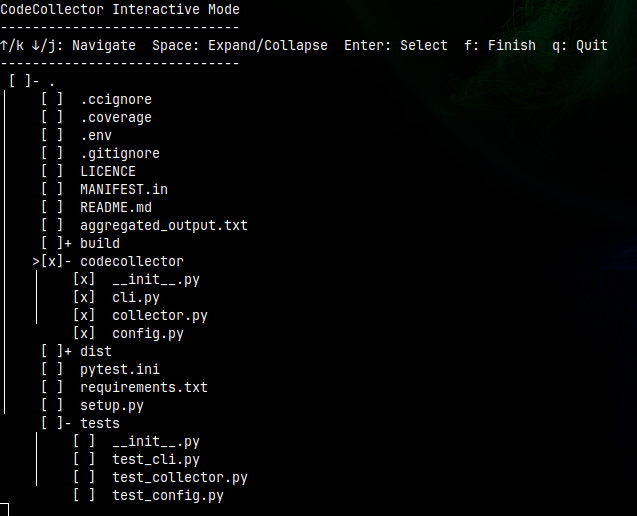 CodeCollector Interactive Mode
------------------------------
↑/k ↓/j: Navigate  Space: Expand/Collapse  Enter: Select  f: Finish  q: Quit
------------------------------
[ ]- .
[ ]  .ccignore
[ ]  .coverage
[ ]  .env
[ ]  .gitignore
[ ]  LICENCE
[ ]  MANIFEST.in
[ ]  README.md
[ ]  aggregated_output.txt
[ ]+ build
>[x]- codecollector
[x]  __init__.py
[x]  cli.py
[x]  collector.py
[x]  config.py
[ ]+ dist
[ ]  pytest.ini
[ ]  requirements.txt
[ ]  setup.py
[ ]- tests
[ ]  __init__.py
[ ]  test_cli.py
[ ]  test_collector.py
[ ]  test_config.py